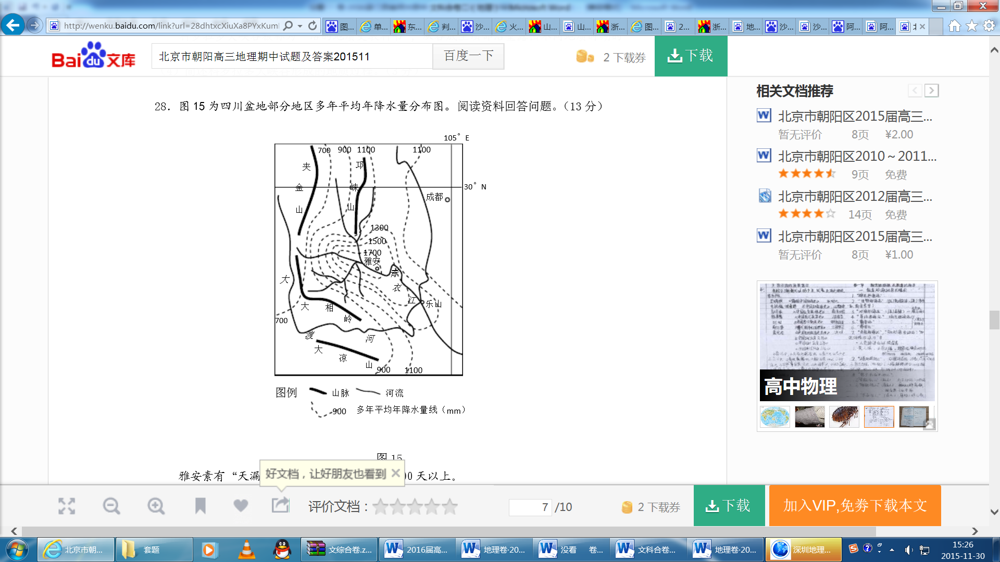 http://wenku.baidu.com/link?url=28dhtxcXiuXa8PYxKuml
图...
单...
东...
判...
沙...
火...
山...
山...
浙...
图...
2...
浙...
地...
沙...
沙...
阿...
阿...
Baidu文库
北京市朝阳高三地理期中试题及答案201511
百度一下
2 下载券
下载
28. 图 15 为四川盆地部分地区多年平均年降水量分布图。阅读资料回答问题。(13 分)
105° E
700 900 1100 1100
夹金山
邛崃山
30° N
成都
1300
1500
1700
雅安
青衣江
乐山
大渡河
大相岭
700
大凉山
900 1100
图例 山脉 河流
900 多年平均年降水量线（mm）
图 15
雅安素有“天漏
00 天以上。
好文档，让好朋友也看到
相关文档推荐
北京市朝阳区2015届高三...
暂无评价 8页 ¥2.00
北京市朝阳区2010～2011...
9页 免费
北京市朝阳区2012届高三...
14页 免费
北京市朝阳区2015届高三...
暂无评价 8页 ¥1.00
高中物理
评价文档：
7 /10
2 下载券
下载
加入VIP,免券下载本文
北京市朝...
套题
文综合卷.z...
2016届高...
地理卷·20...
没看 卷...
文科合卷...
地理卷·20...
深圳地理...
15:26
2015-11-30